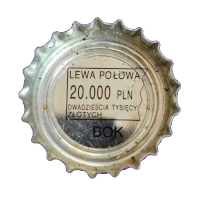 LEWA POŁOWA
20.000 PLN
DWADZIEŚCIA TYSIĘCY
ZŁOTYCH
BOK